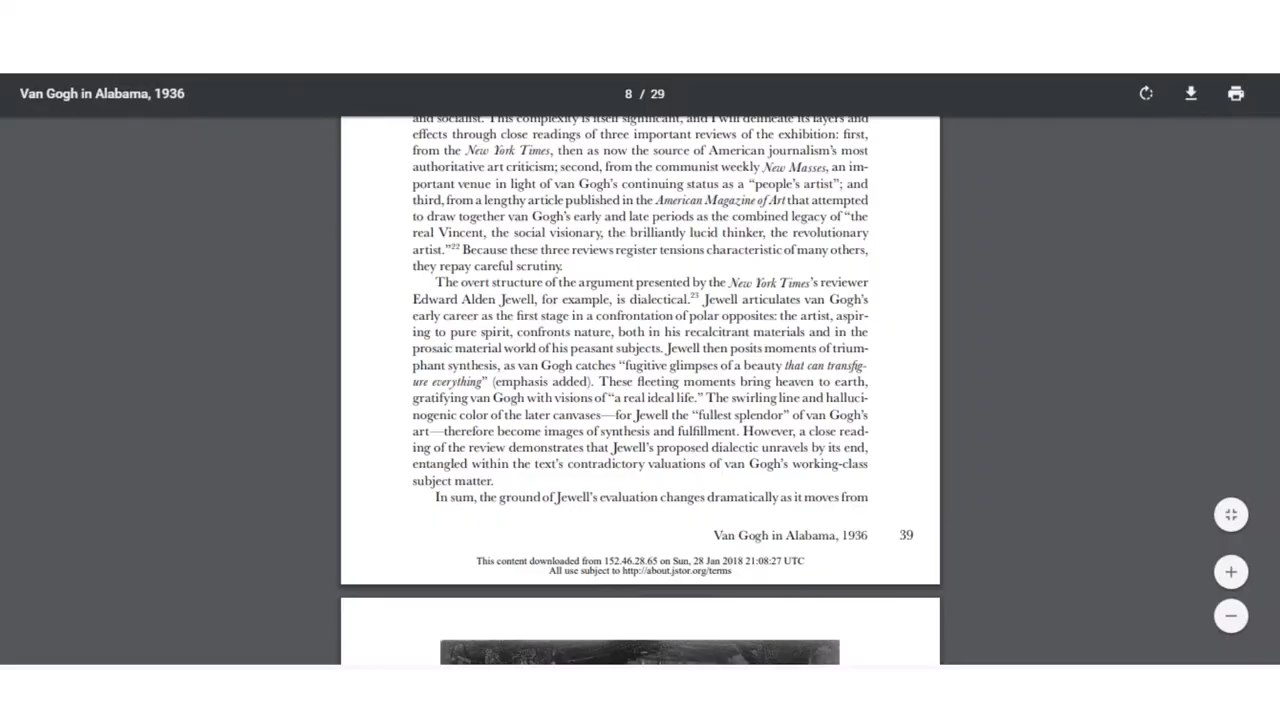 Van Gogh in Alabama, 1936
8 / 29
and socialist. This complexity is itself significant, and I will delineate its layers and
effects through close readings of three important reviews of the exhibition: first,
from the New York Times, then as now the source of American journalism's most
authoritative art criticism; second, from the communist weekly New Masses, an im-
portant venue in light of van Gogh's continuing status as a “people's artist”; and
third, from a lengthy article published in the American Magazine of Art that attempted
to draw together van Gogh's early and late periods as the combined legacy of “the
real Vincent, the social visionary, the brilliantly lucid thinker, the revolutionary
artist.”22 Because these three reviews register tensions characteristic of many others,
they repay careful scrutiny.
The overt structure of the argument presented by the New York Times's reviewer
Edward Alden Jewell, for example, is dialectical.23 Jewell articulates van Gogh's
early career as the first stage in a confrontation of polar opposites: the artist, aspir-
ing to pure spirit, confronts nature, both in his recalcitrant materials and in the
prosaic material world of his peasant subjects. Jewell then posits moments of trium-
phant synthesis, as van Gogh catches “fugitive glimpses of a beauty that can transfig-
ure everything” (emphasis added). These fleeting moments bring heaven to earth,
gratifying van Gogh with visions of “a real ideal life.” The swirling line and halluci-
nogenic color of the later canvases—for Jewell the “fullest splendor” of van Gogh's
art—therefore become images of synthesis and fulfillment. However, a close read-
ing of the review demonstrates that Jewell's proposed dialectic unravels by its end,
entangled within the text's contradictory valuations of van Gogh's working-class
subject matter.
In sum, the ground of Jewell's evaluation changes dramatically as it moves from
Van Gogh in Alabama, 1936 39
This content downloaded from 152.46.28.65 on Sun, 28 Jan 2018 21:08:27 UTC
All use subject to http://about.jstor.org/terms